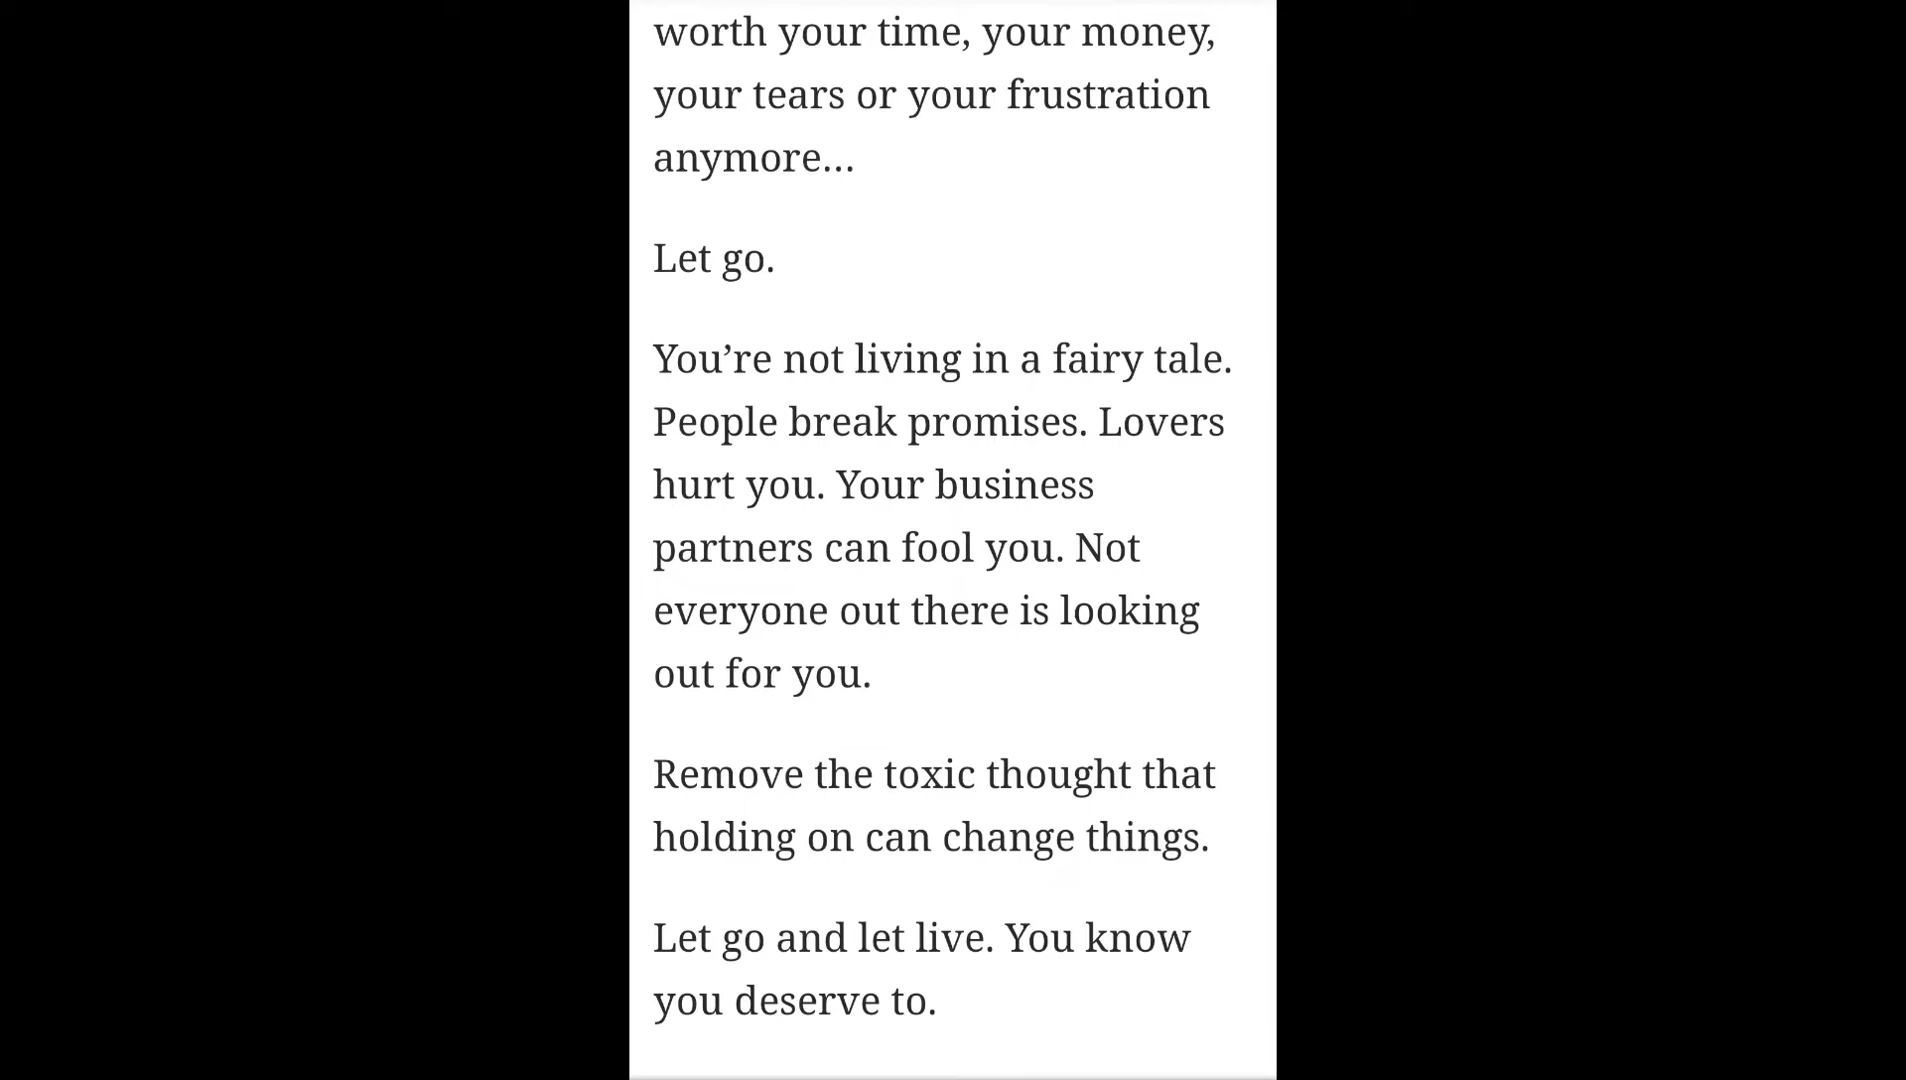 worth your time, your money,
your tears or your frustration
anymore…
Let go.
You’re not living in a fairy tale.
People break promises. Lovers
hurt you. Your business
partners can fool you. Not
everyone out there is looking
out for you.
Remove the toxic thought that
holding on can change things.
Let go and let live. You know
you deserve to.